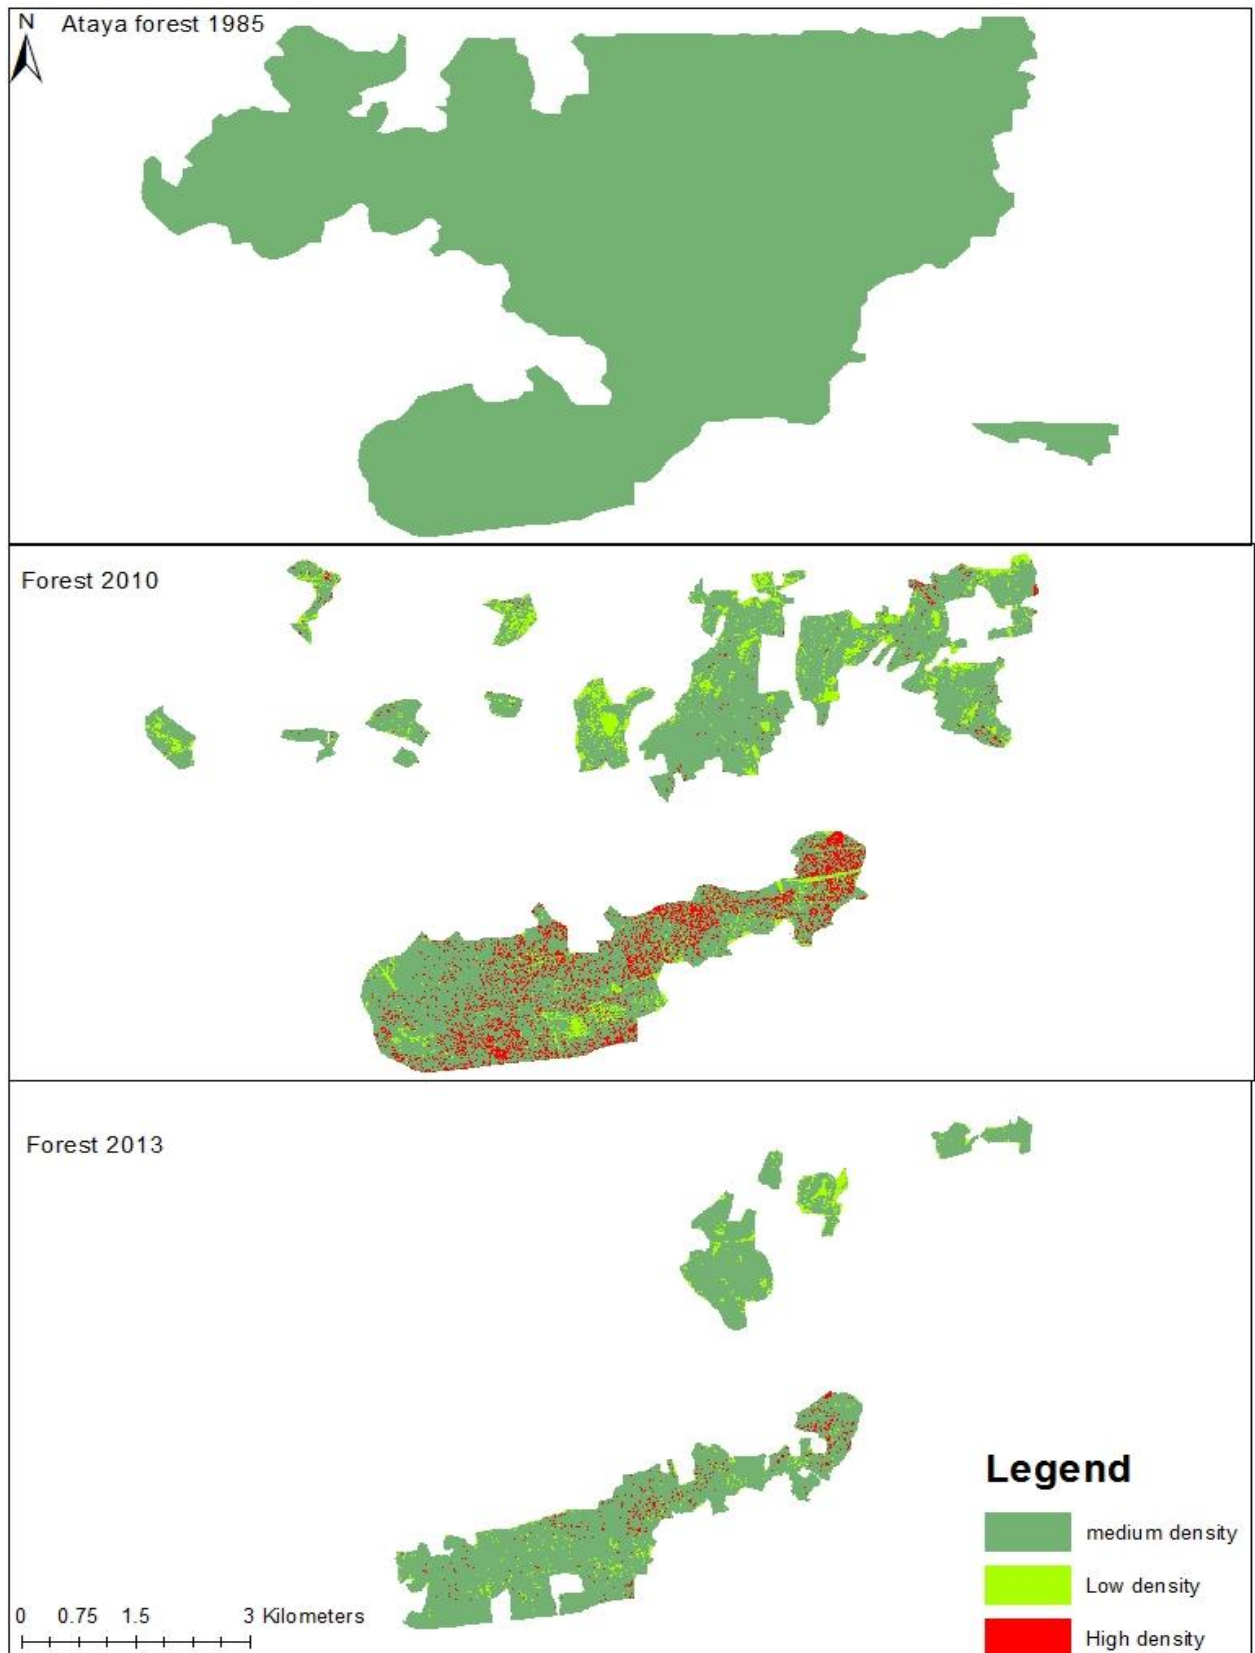 N
Ataya forest 1985
Forest 2010
Forest 2013
Legend
medium density
Low density
High density
0 0.75 1.5 3 Kilometers